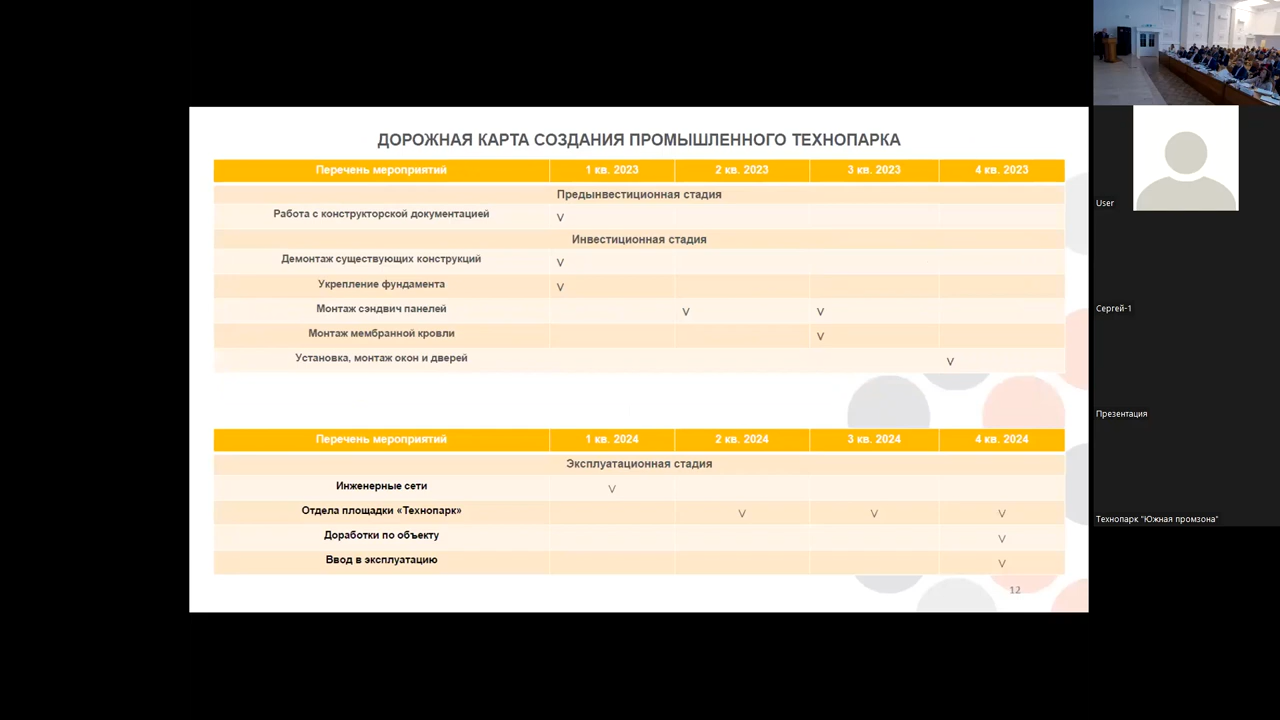 ДОРОЖНАЯ КАРТА СОЗДАНИЯ ПРОМЫШЛЕННОГО ТЕХНОПАРКА
Перечень мероприятий 1 кв. 2023 2 кв. 2023 3 кв. 2023 4 кв. 2023
Предынвестиционная стадия
Работа с конструкторской документацией V
Инвестиционная стадия
Демонтаж существующих конструкций V
Укрепление фундамента V
Монтаж сэндвич панелей V V
Монтаж мембранной кровли V
Установка, монтаж окон и дверей V
Перечень мероприятий 1 кв. 2024 2 кв. 2024 3 кв. 2024 4 кв. 2024
Эксплуатационная стадия
Инженерные сети V
Отдела площадки «Технопарк» V V V
Доработки по объекту V
Ввод в эксплуатацию V
12
User
Сергей-1
Презентация
Технопарк "Южная промзона"